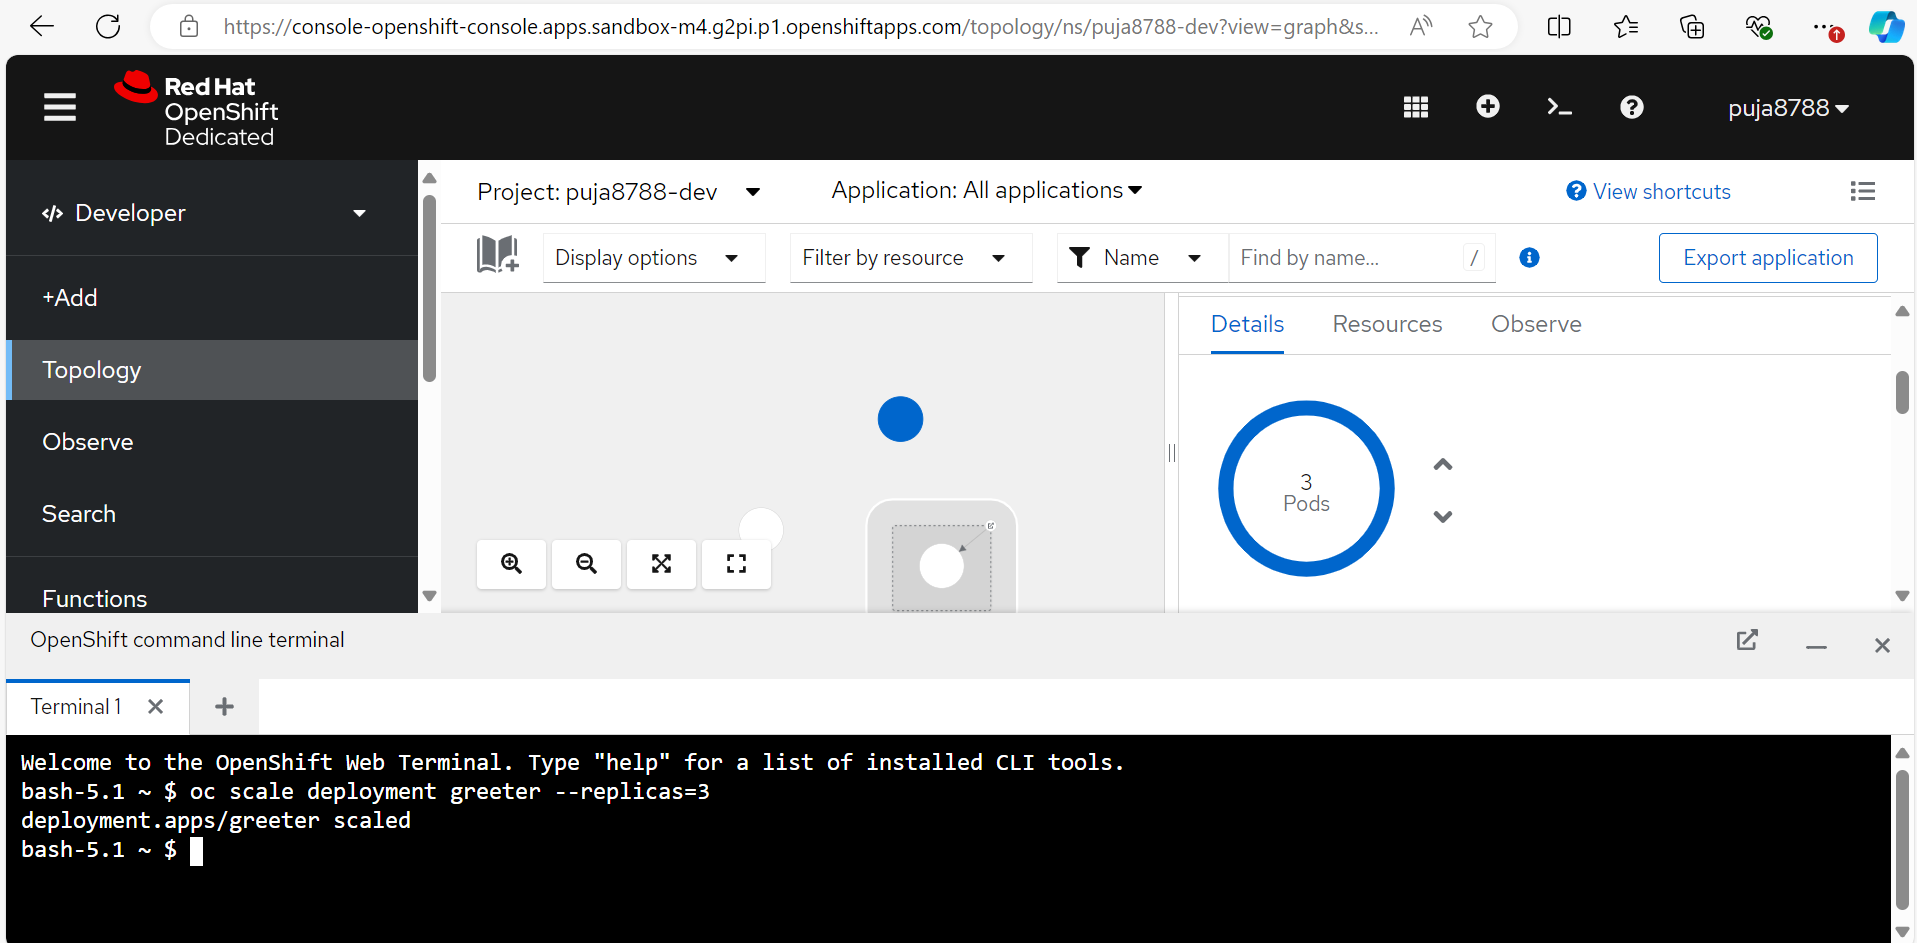 https://console-openshift-console.apps.sandbox-m4.g2pi.p1.openshiftapps.com/topology/ns/puja8788-dev?view=graph&s...
Red Hat
OpenShift
Dedicated
puja8788
Developer
+Add
Topology
Observe
Search
Functions
Project: puja8788-dev
Application: All applications
View shortcuts
Display options
Filter by resource
Name
Find by name...
/
Export application
Details
Resources
Observe
3
Pods
OpenShift command line terminal
Terminal 1
Welcome to the OpenShift Web Terminal. Type "help" for a list of installed CLI tools.
bash-5.1 ~ $ oc scale deployment greeter --replicas=3
deployment.apps/greeter scaled
bash-5.1 ~ $